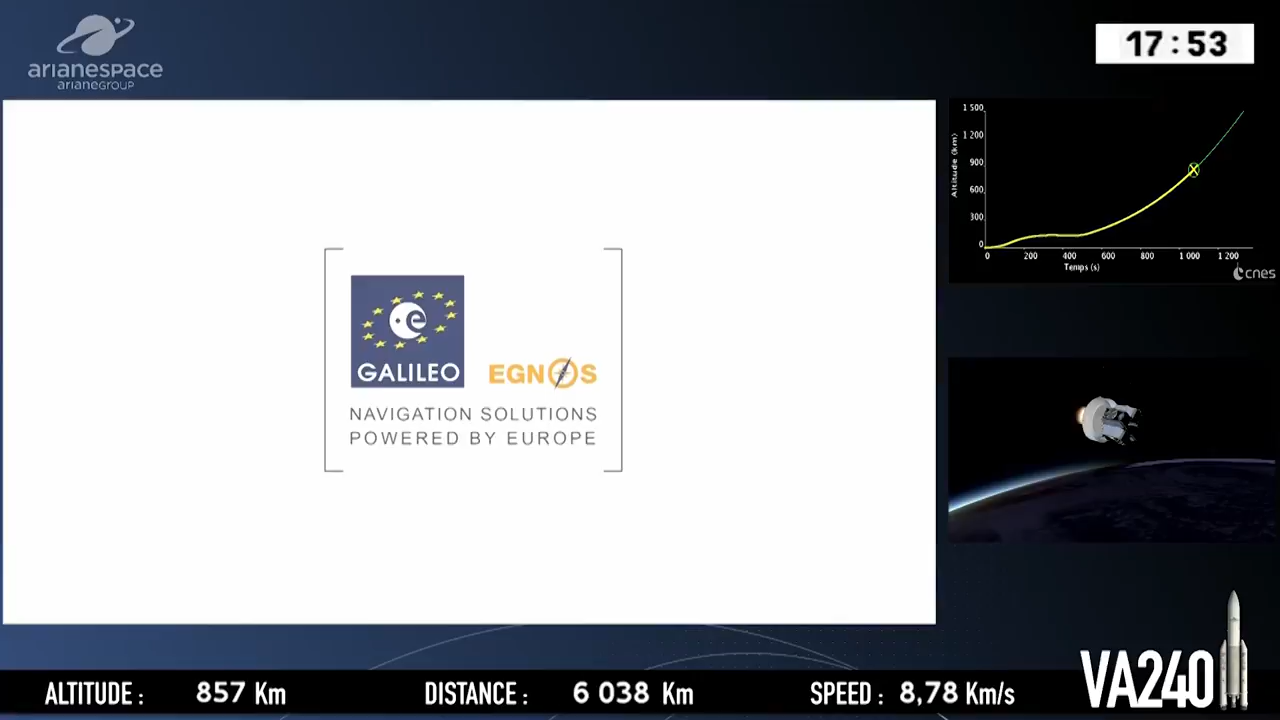 arianespace
arianeGROUP
17:53
1 500
1 200
900
600
300
0
Altitude (km)
0 200 400 600 800 1 000 1 200
Temps (s)
cnes
GALILEO
EGNOS
NAVIGATION SOLUTIONS
POWERED BY EUROPE
ALTITUDE : 857 Km DISTANCE : 6 038 Km SPEED : 8,78 Km/s
VA240